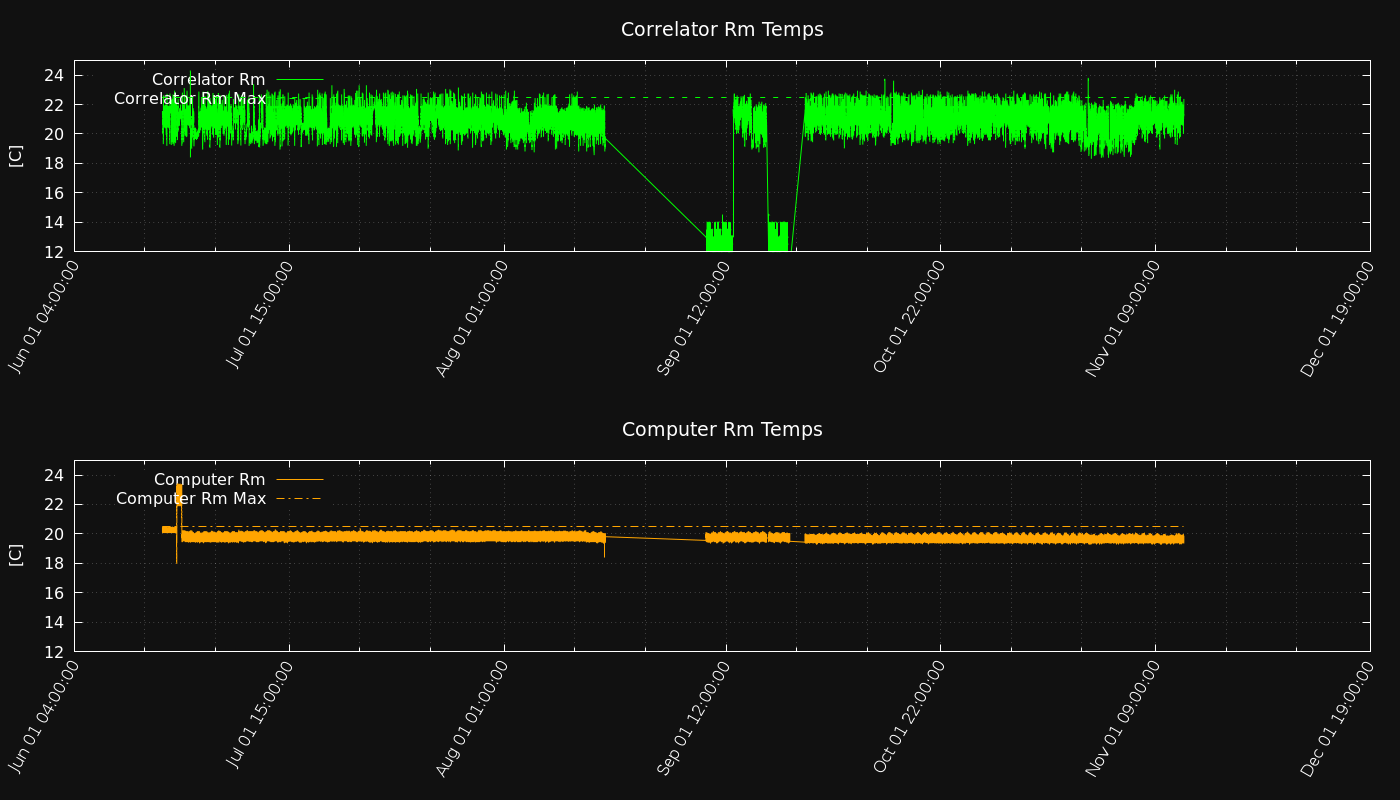 Correlator Rm Temps
Correlator Rm
Correlator Rm Max
[C]
24
22
20
18
16
14
12
Jun 01 04:00:00
Jul 01 15:00:00
Aug 01 01:00:00
Sep 01 12:00:00
Oct 01 22:00:00
Nov 01 09:00:00
Dec 01 19:00:00
Computer Rm Temps
Computer Rm
Computer Rm Max
[C]
24
22
20
18
16
14
12
Jun 01 04:00:00
Jul 01 15:00:00
Aug 01 01:00:00
Sep 01 12:00:00
Oct 01 22:00:00
Nov 01 09:00:00
Dec 01 19:00:00